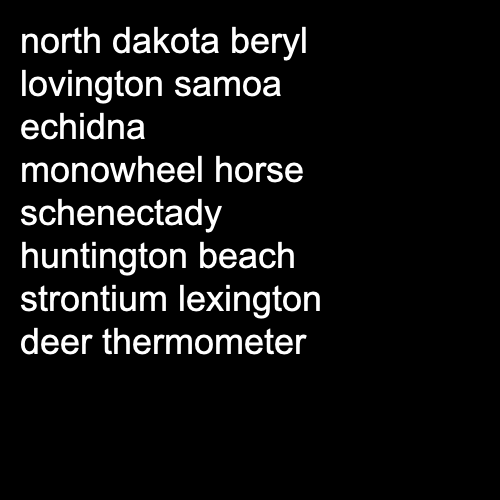 north dakota beryl
lovington samoa
echidna
monowheel horse
schenectady
huntington beach
strontium lexington
deer thermometer